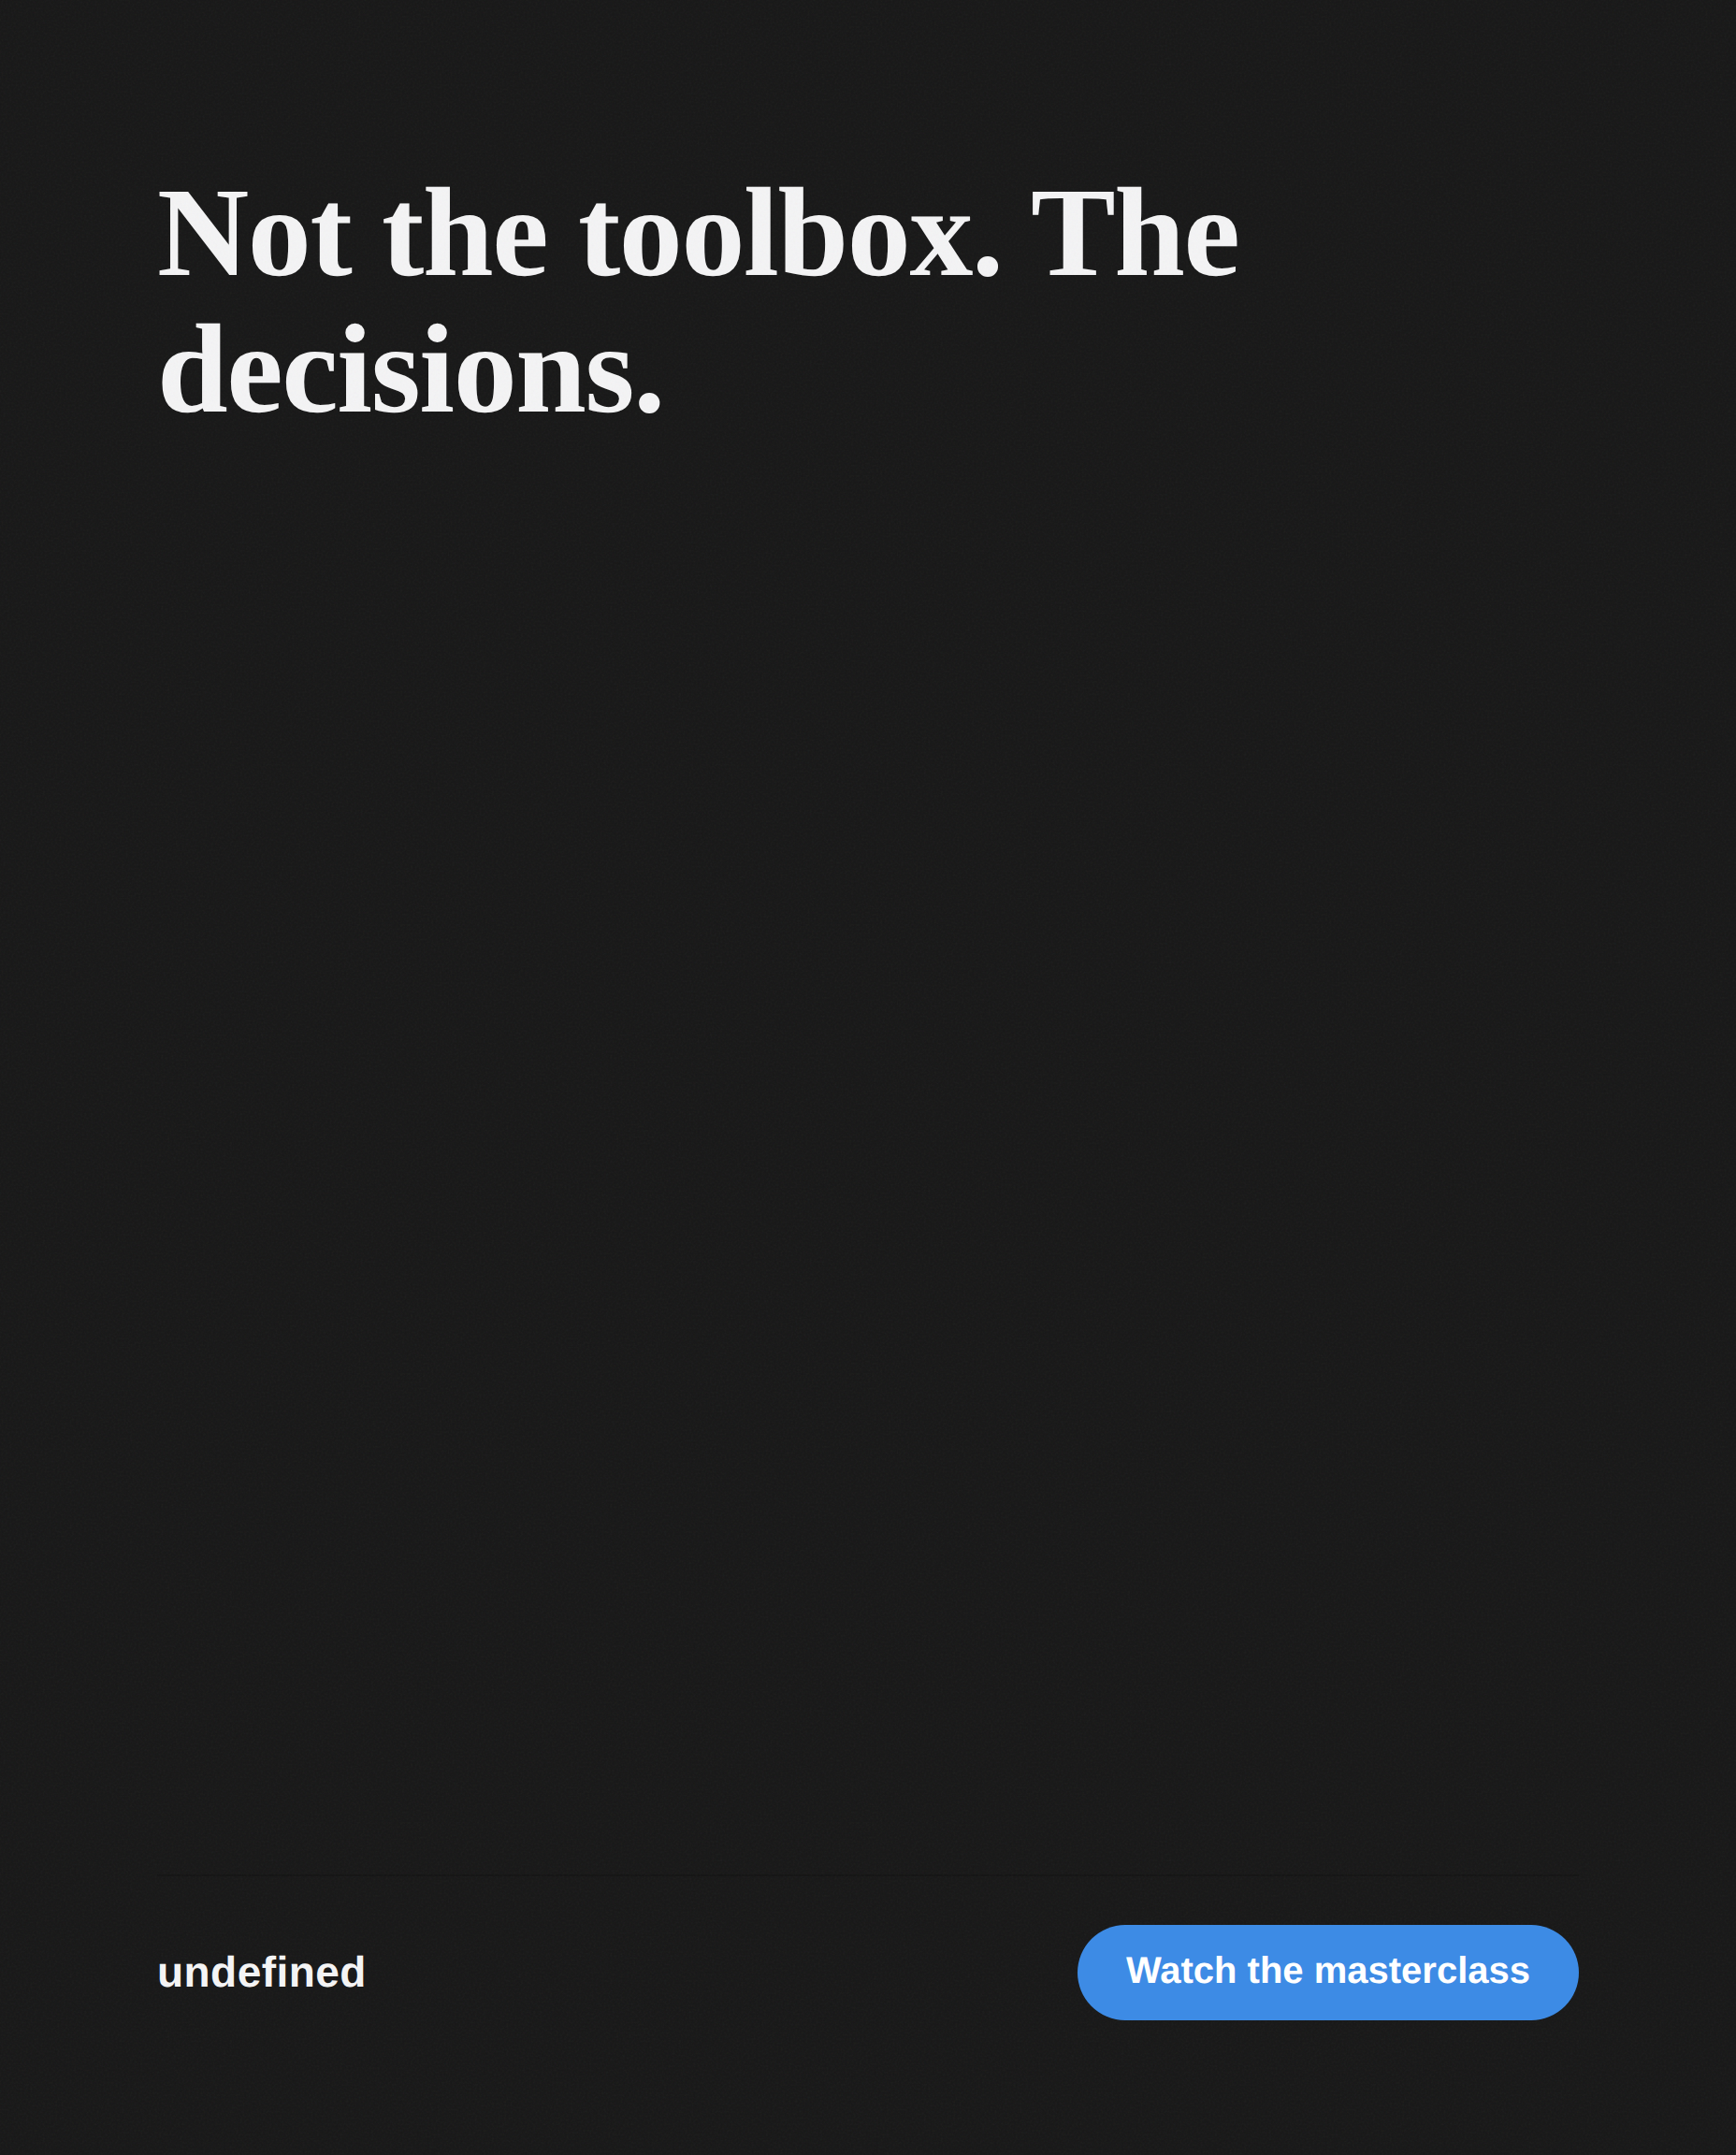 Not the toolbox. The
decisions.
undefined
Watch the masterclass